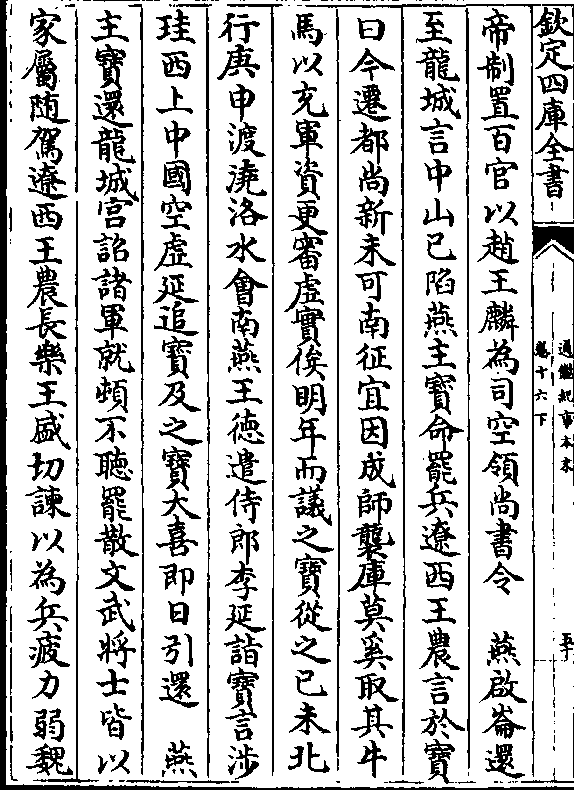 欽定四庫全書
通鑑紀事本末
卷十六下
五十
帝制置百官以趙王麟為司空領尚書令　燕啟崙還
至龍城言中山已陷燕主寶命罷兵遼西王農言於寶
曰今遷都尚新未可南征宜因成師襲庫莫奚取其牛
馬以充軍資更審虛實俟明年而議之寶從之已未北
行庚申渡澆洛水會南燕王德遣侍郎李延詣寶言涉
珪西上中國空虛延追寶及之寶大喜即日引還　燕
主寶還龍城宮詔諸軍就頓不聽罷散文武將士皆以
家屬随駕遼西王農長樂王盛切諫以為兵疲力弱魏